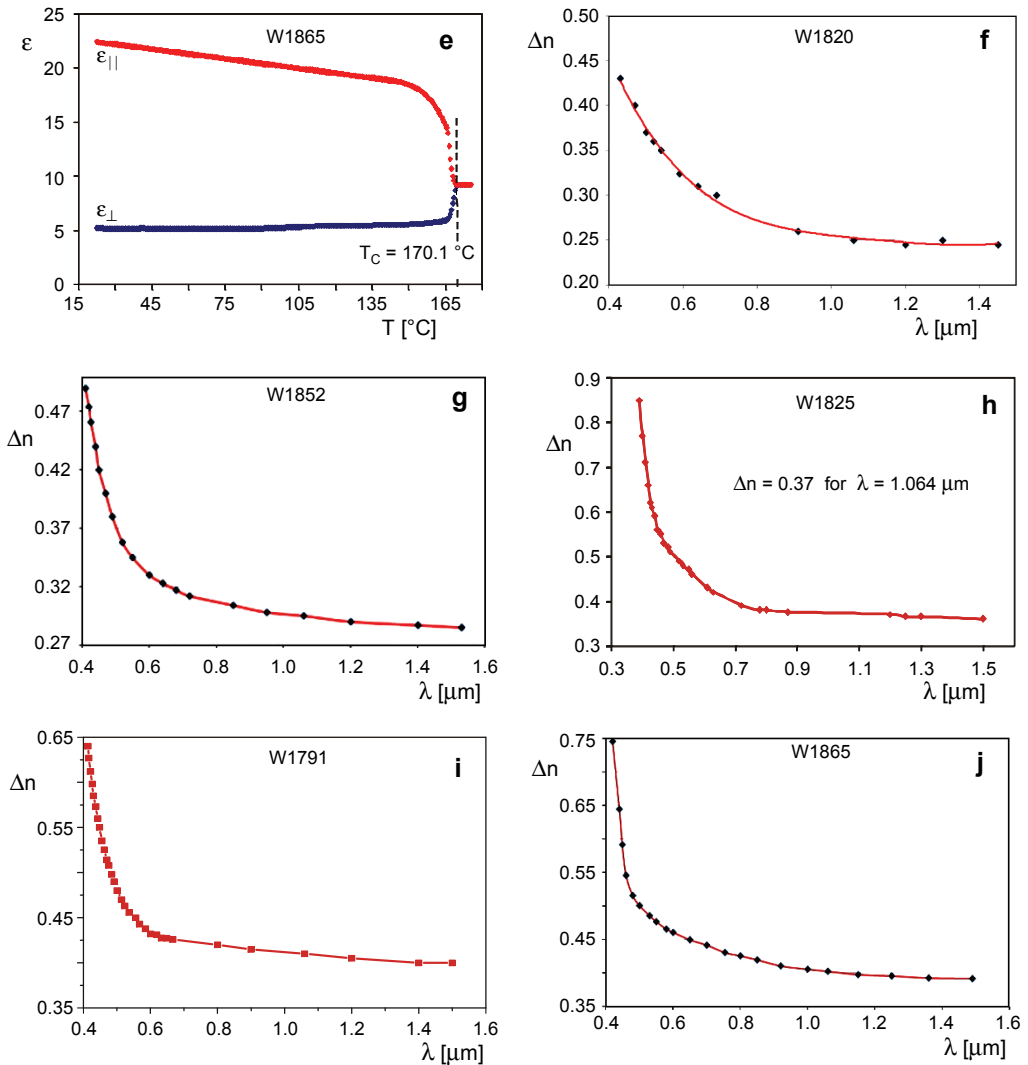 25
20
15
10
5
0
ε
W1865
e
ε||
ε⊥
T_C = 170.1 °C
15 45 75 105 135 165
T [°C]
0.50
0.45
0.40
0.35
0.30
0.25
0.20
Δn
W1820
f
0.4 0.6 0.8 1.0 1.2 1.4
λ [μm]
W1852
g
0.47
Δn
0.42
0.37
0.32
0.27
0.4 0.6 0.8 1.0 1.2 1.4 1.6
λ [μm]
0.9
Δn
0.8
0.7
0.6
0.5
0.4
0.3
W1825
h
Δn = 0.37 for λ = 1.064 μm
0.3 0.5 0.7 0.9 1.1 1.3 1.5
λ [μm]
0.65
Δn
0.55
0.45
0.35
W1791
i
0.4 0.6 0.8 1.0 1.2 1.4 1.6
λ [μm]
0.75
Δn
0.65
0.55
0.45
0.35
W1865
j
0.4 0.6 0.8 1.0 1.2 1.4 1.6
λ [μm]